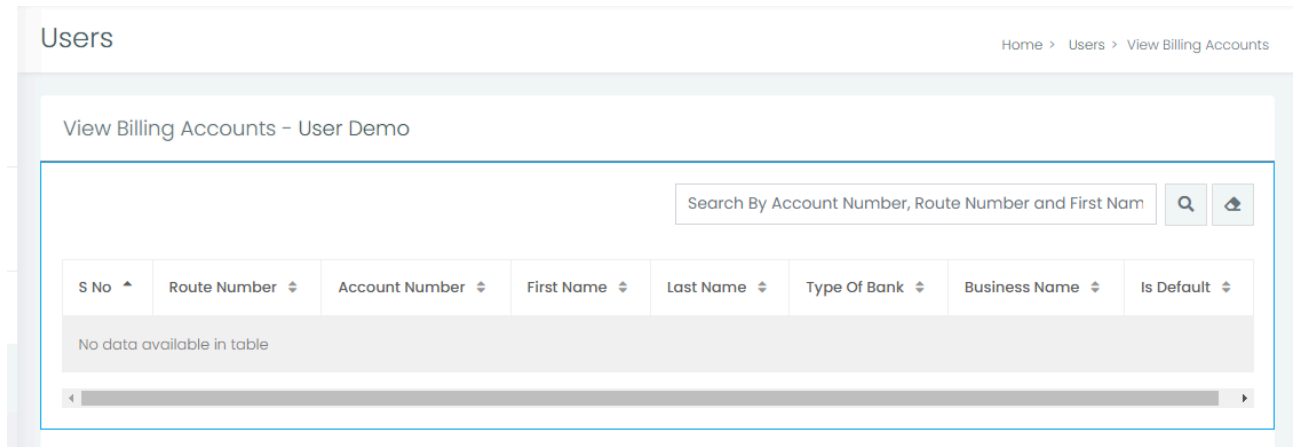 Users
Home > Users > View Billing Accounts
View Billing Accounts - User Demo
Search By Account Number, Route Number and First Nam
S No Route Number Account Number First Name Last Name Type Of Bank Business Name Is Default
No data available in table